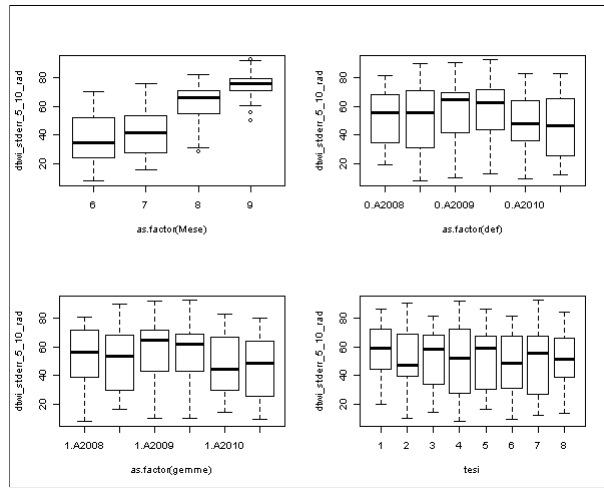 dtwi_stderr_5_10_rad
80
60
40
20
6 7 8 9
as.factor(Mese)
dtwi_stderr_5_10_rad
80
60
40
20
0.A2008 0.A2009 0.A2010
as.factor(def)
dtwi_stderr_5_10_rad
80
60
40
20
1.A2008 1.A2009 1.A2010
as.factor(gemme)
dtwi_stderr_5_10_rad
80
60
40
20
1 2 3 4 5 6 7 8
tesi